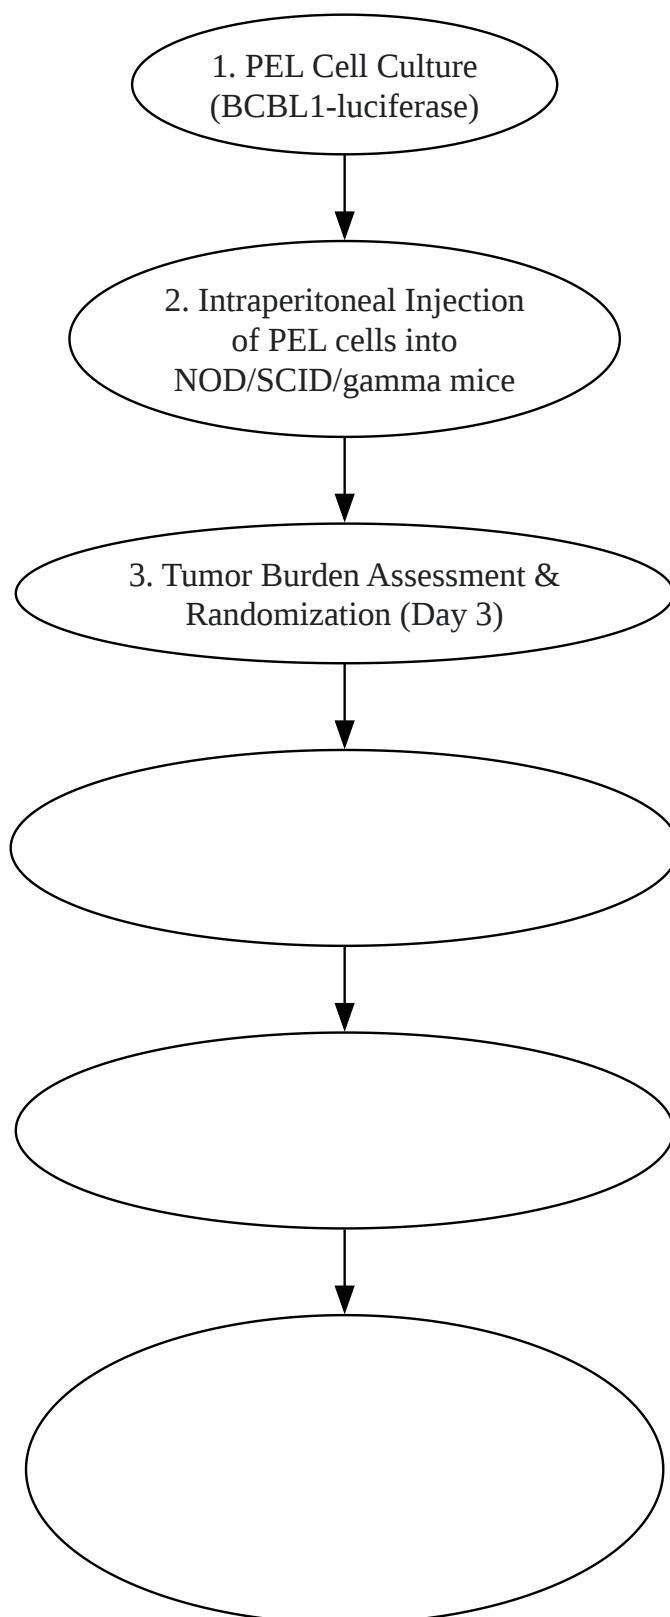 1. PEL Cell Culture
(BCBL1-luciferase)
2. Intraperitoneal Injection
of PEL cells into
NOD/SCID/gamma mice
3. Tumor Burden Assessment &
Randomization (Day 3)